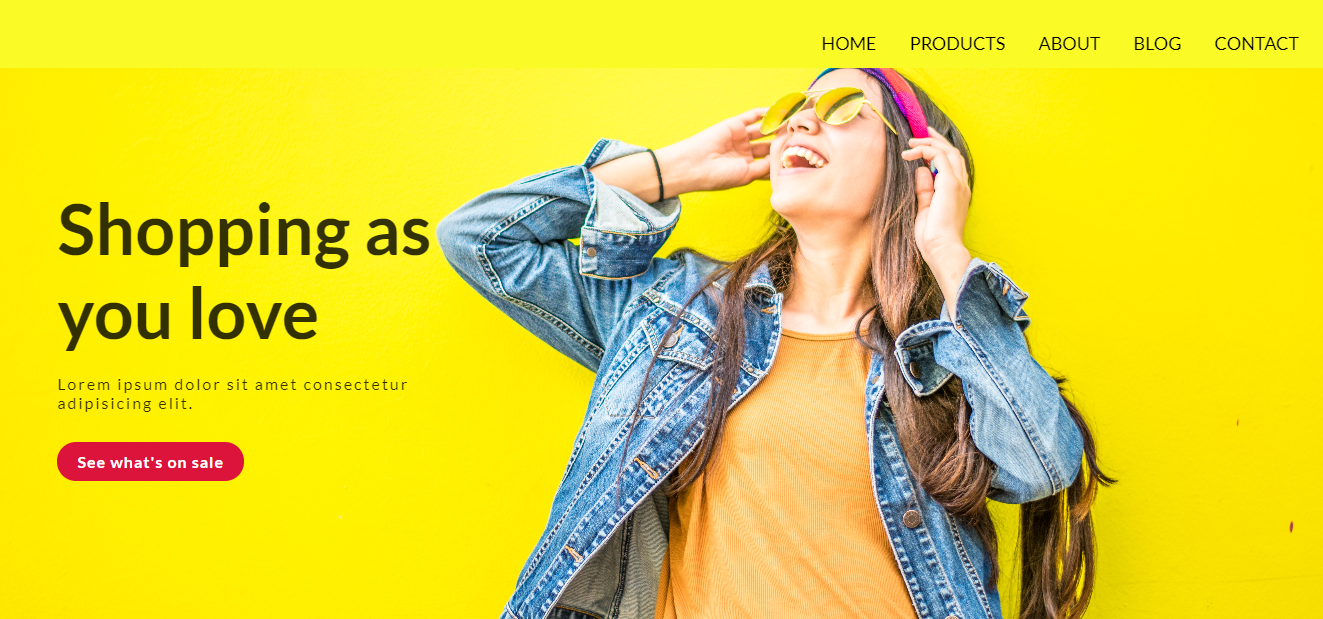 HOME PRODUCTS ABOUT BLOG CONTACT
Shopping as
you love
Lorem ipsum dolor sit amet consectetur
adipisicing elit.
See what's on sale